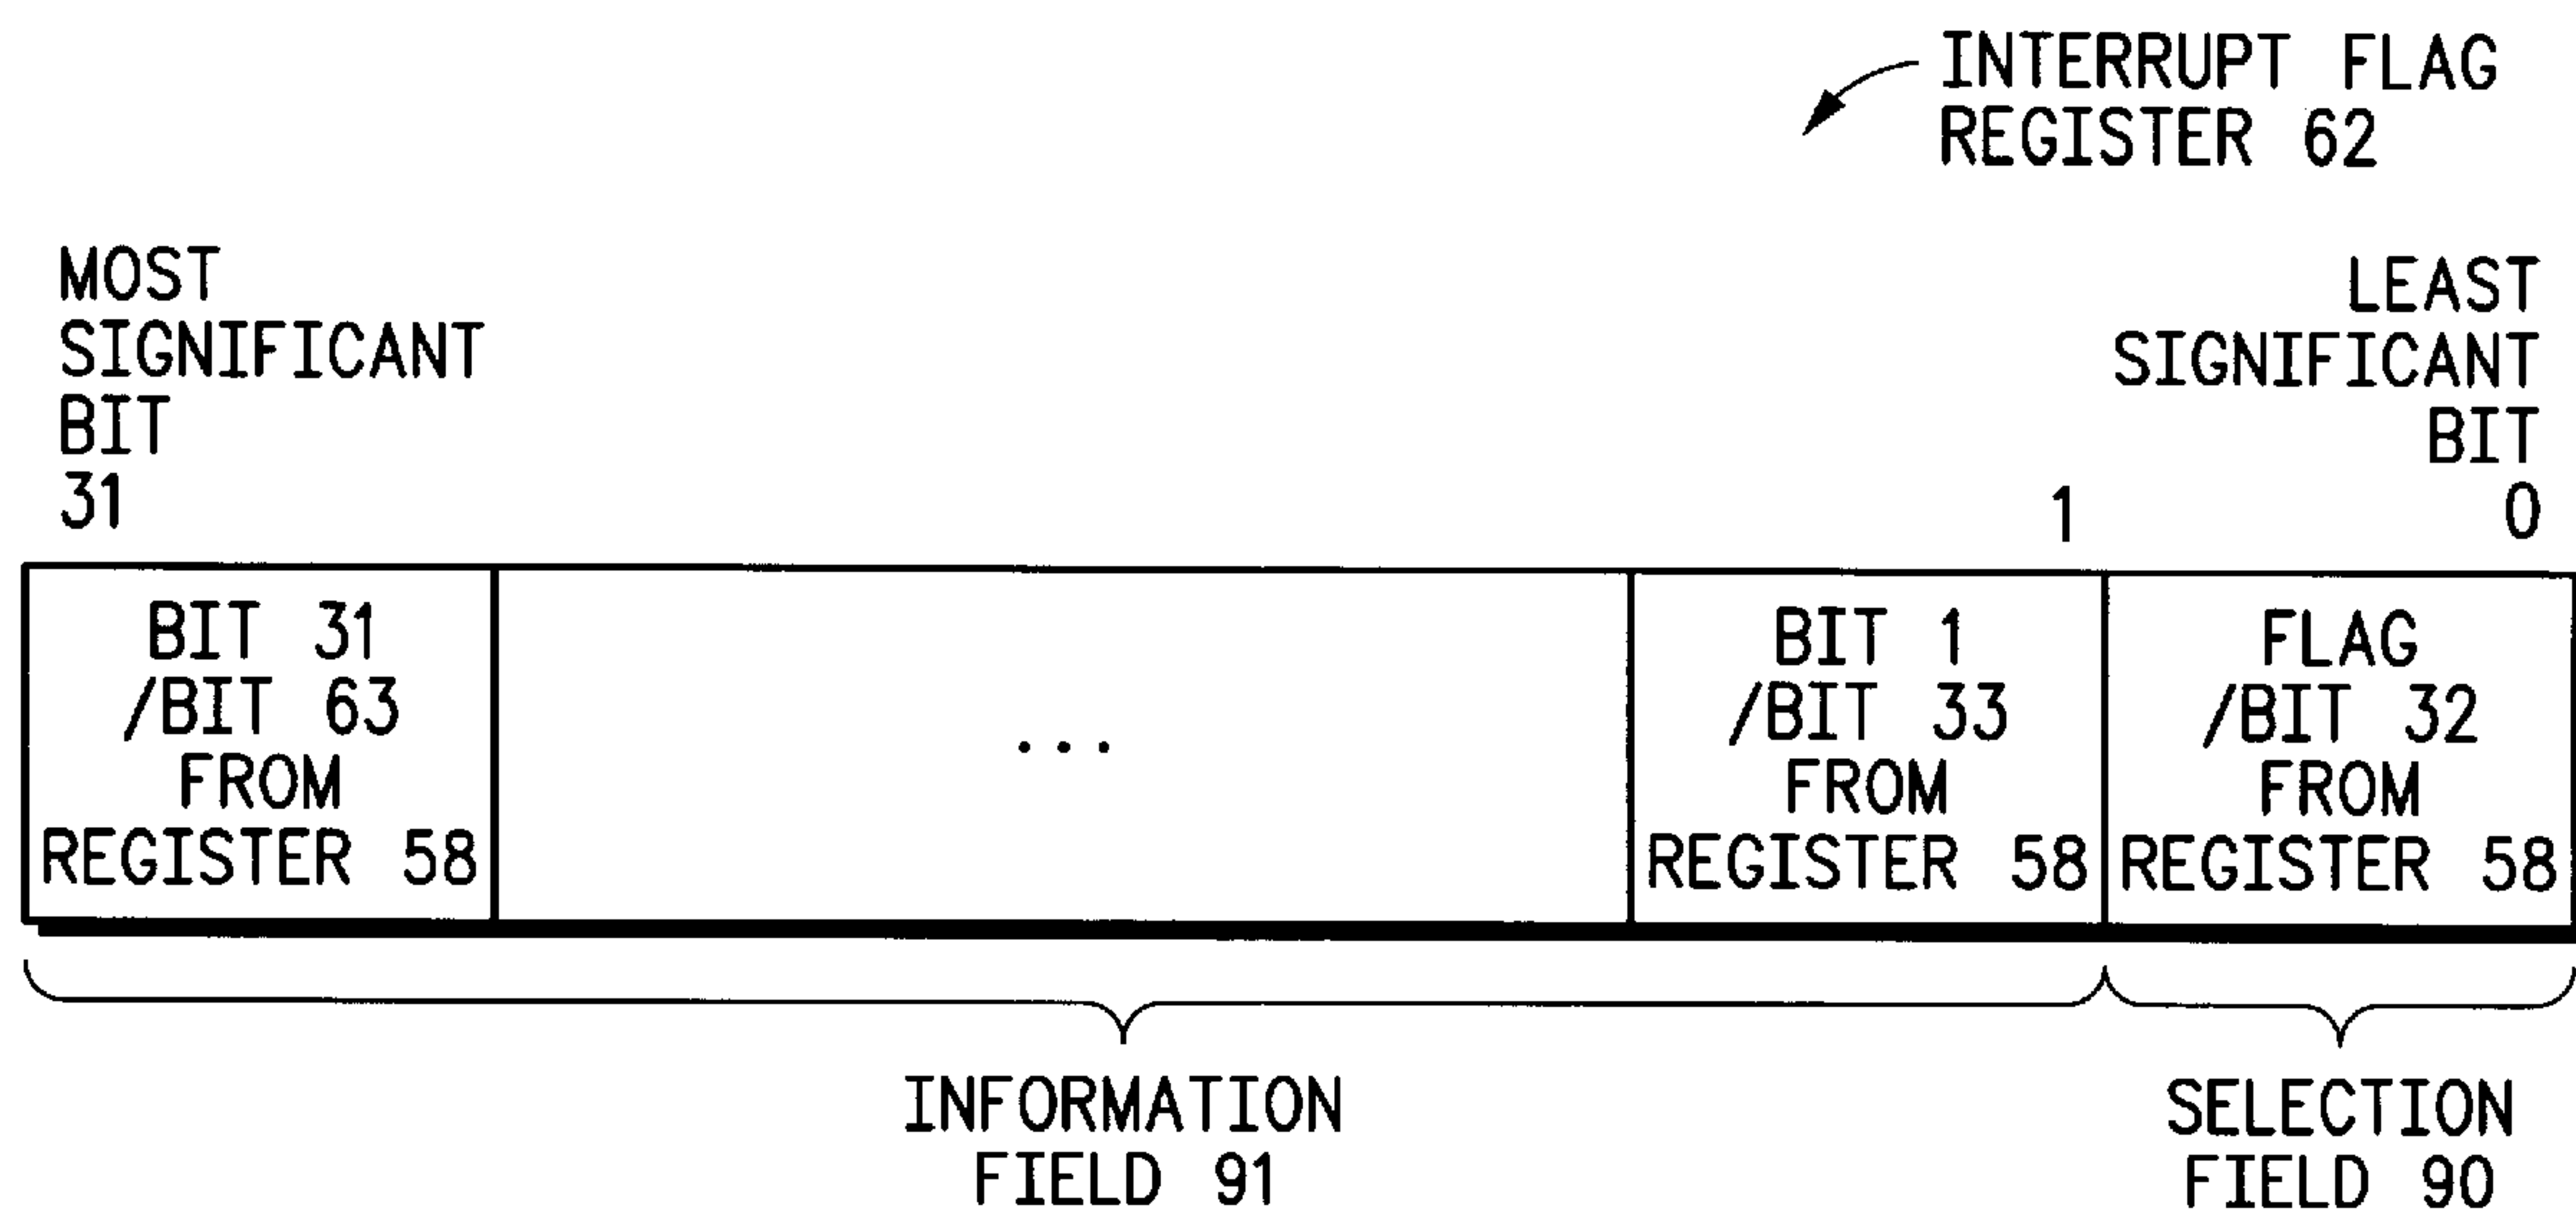 INTERRUPT FLAG
REGISTER 62
MOST
SIGNIFICANT
BIT
31
1
LEAST
SIGNIFICANT
BIT
0
BIT 31
/BIT 63
FROM
REGISTER 58
...
BIT 1
/BIT 33
FROM
REGISTER 58
FLAG
/BIT 32
FROM
REGISTER 58
INFORMATION
FIELD 91
SELECTION
FIELD 90